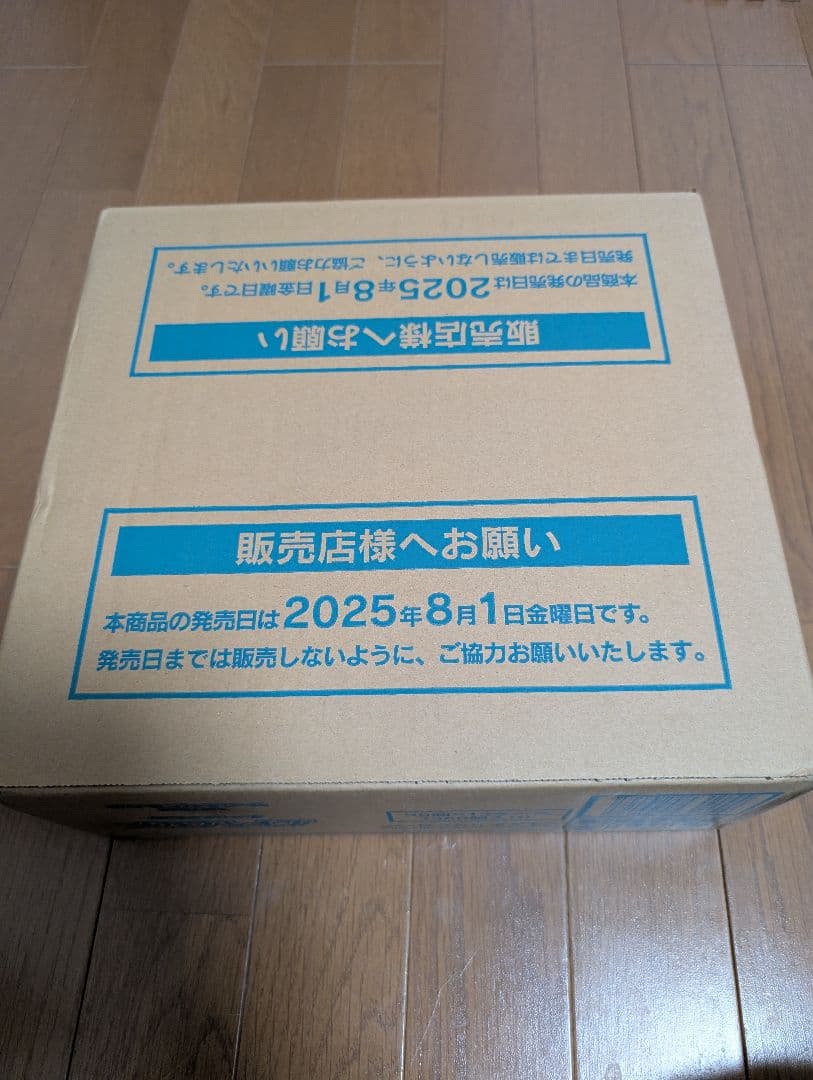 販売店様へお願い
本商品の発売日は2025年8月1日金曜日です。
発売日までは販売しないように、ご協力お願いいたします。
販売店様へお願い
本商品の発売日は2025年8月1日金曜日です。
発売日までは販売しないように、ご協力お願いいたします。